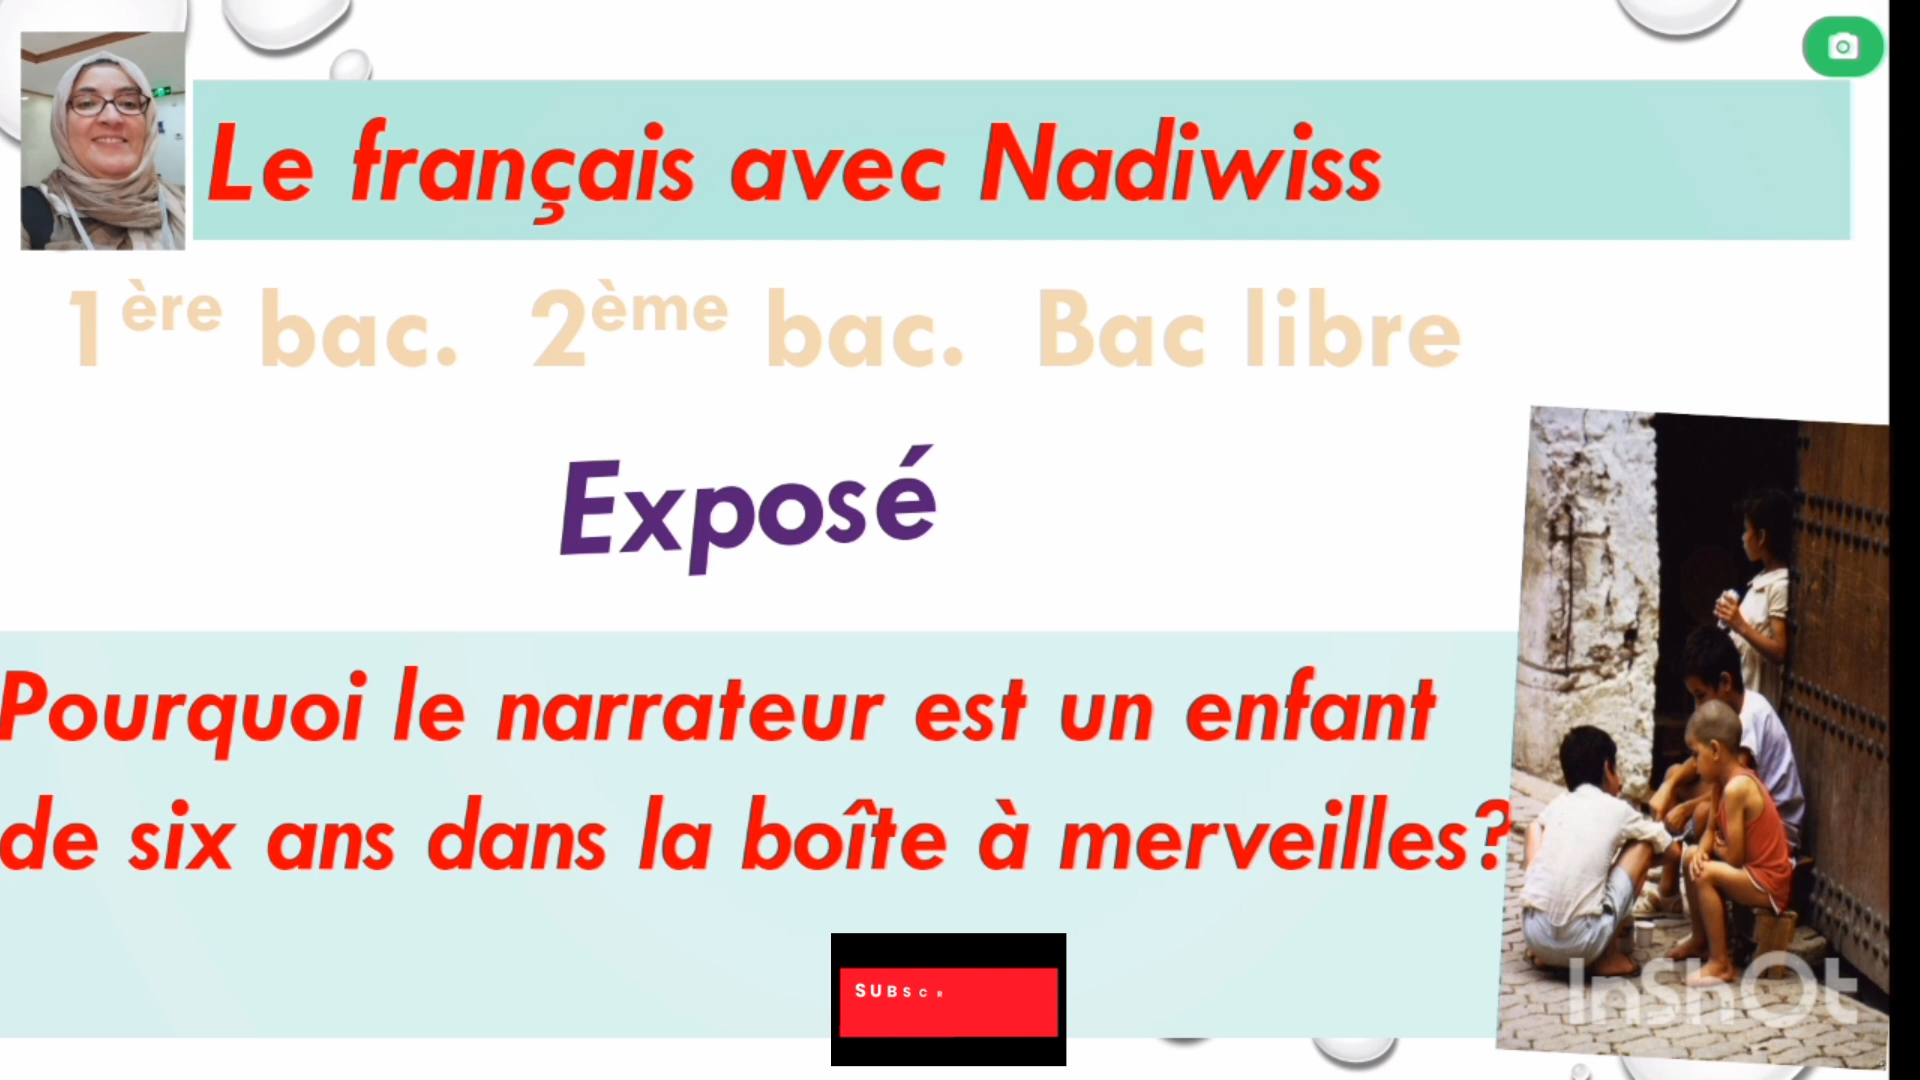 Le français avec Nadiwiss
1ère bac. 2ème bac. Bac libre
Exposé
Pourquoi le narrateur est un enfant
de six ans dans la boîte à merveilles?
SUBSCR
InShOt